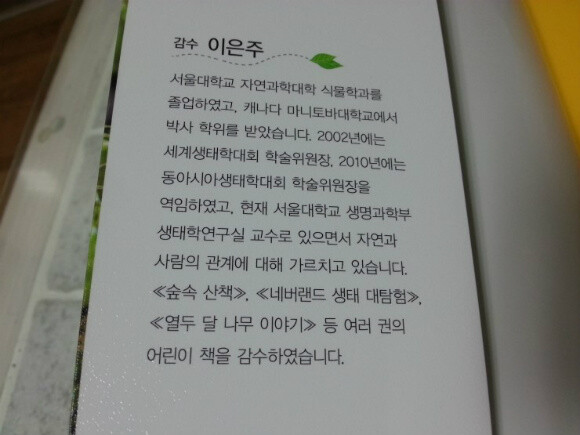 감수 이은주
서울대학교 자연과학대학 식물학과를
졸업하였고, 캐나다 마니토바대학교에서
박사 학위를 받았습니다. 2002년에는
세계생태학대회 학술위원장, 2010년에는
동아시아생태학대회 학술위원장을
역임하였고, 현재 서울대학교 생명과학부
생태학연구실 교수로 있으면서 자연과
사람의 관계에 대해 가르치고 있습니다.
≪숲속 산책≫, ≪네버랜드 생태 대탐험≫,
≪열두 달 나무 이야기≫ 등 여러 권의
어린이 책을 감수하였습니다.